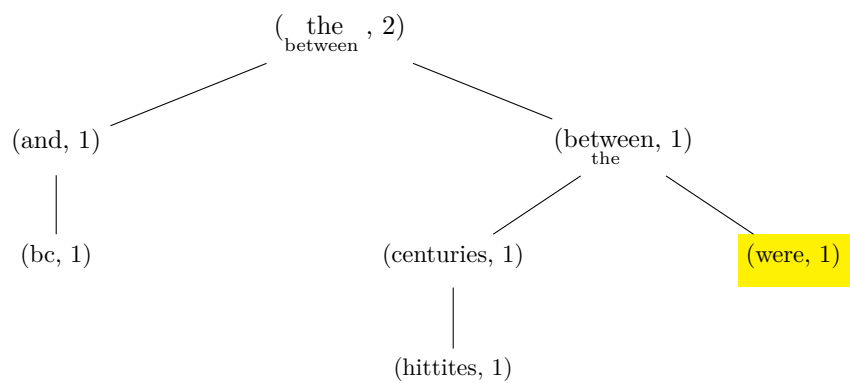 ( the , 2)
between
(and, 1) (between, 1)
the
(bc, 1) (centuries, 1) (were, 1)
(hittites, 1)